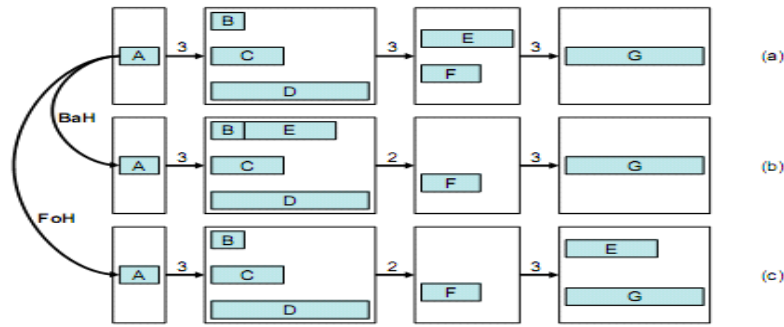 B
A 3 C 3 E 3 G (a)
F
D
BaH
B E
A 3 C 2 F 3 G (b)
D
FoH
B
A 3 C 2 F 3 E (c)
D
G